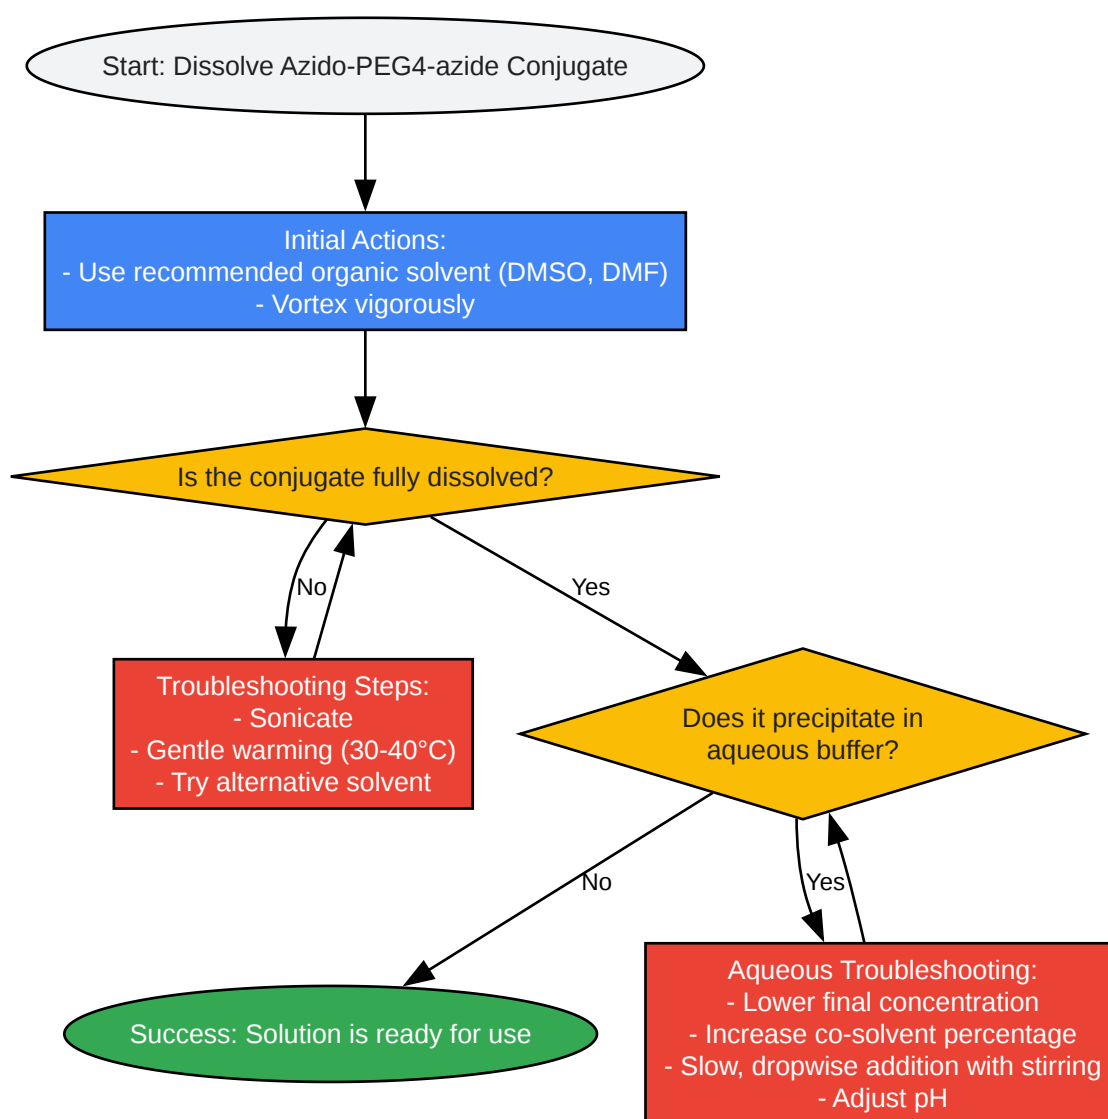 Start: Dissolve Azido-PEG4-azide Conjugate
Initial Actions:
- Use recommended organic solvent (DMSO, DMF)
- Vortex vigorously
Is the conjugate fully dissolved?
No
Yes
Troubleshooting Steps:
- Sonicate
- Gentle warming (30-40°C)
- Try alternative solvent
Does it precipitate in
aqueous buffer?
No
Yes
Success: Solution is ready for use
Aqueous Troubleshooting:
- Lower final concentration
- Increase co-solvent percentage
- Slow, dropwise addition with stirring
- Adjust pH